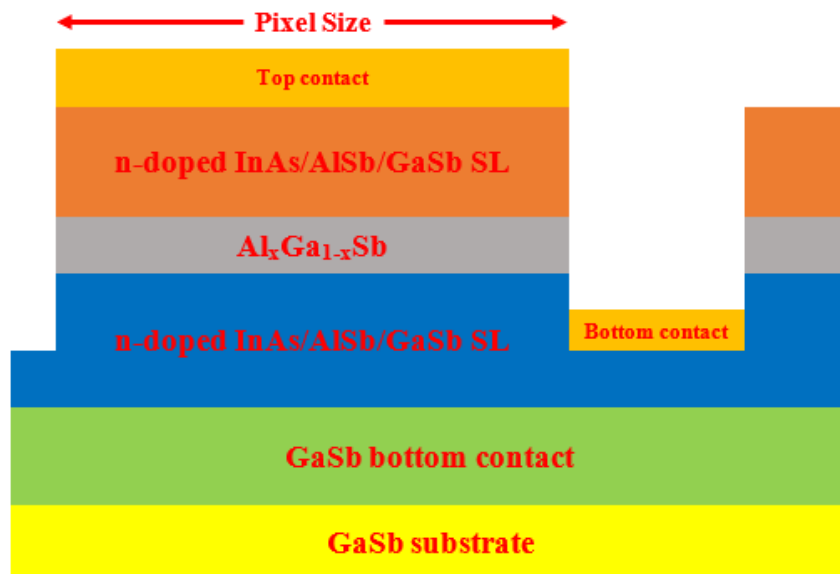 Pixel Size
Top contact
n-doped InAs/AlSb/GaSb SL
AlₓGa₁₋ₓSb
n-doped InAs/AlSb/GaSb SL
Bottom contact
GaSb bottom contact
GaSb substrate